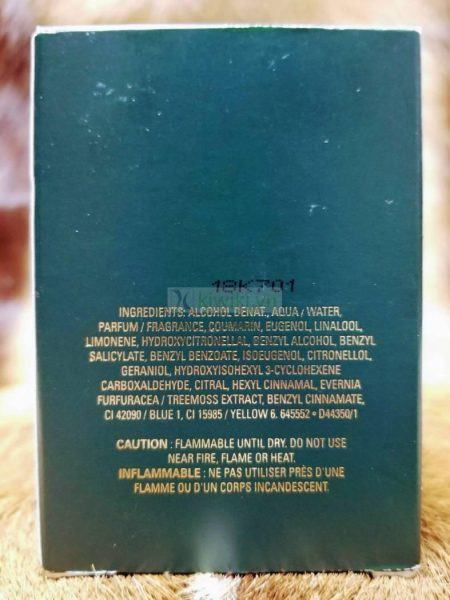 18K701
INGREDIENTS: ALCOHOL DENAT., AQUA / WATER,
PARFUM / FRAGRANCE, COUMARIN, EUGENOL, LINALOOL,
LIMONENE, HYDROXYCITRONELLAL, BENZYL ALCOHOL, BENZYL
SALICYLATE, BENZYL BENZOATE, ISOEUGENOL, CITRONELLOL,
GERANIOL, HYDROXYISOHEXYL 3-CYCLOHEXENE
CARBOXALDEHYDE, CITRAL, HEXYL CINNAMAL, EVERNIA
FURFURACEA / TREEMOSS EXTRACT, BENZYL CINNAMATE,
CI 42090 / BLUE 1, CI 15985 / YELLOW 6. 645552 • D44350/1
CAUTION : FLAMMABLE UNTIL DRY. DO NOT USE
NEAR FIRE, FLAME OR HEAT.
INFLAMMABLE : NE PAS UTILISER PRÈS D'UNE
FLAMME OU D'UN CORPS INCANDESCENT.